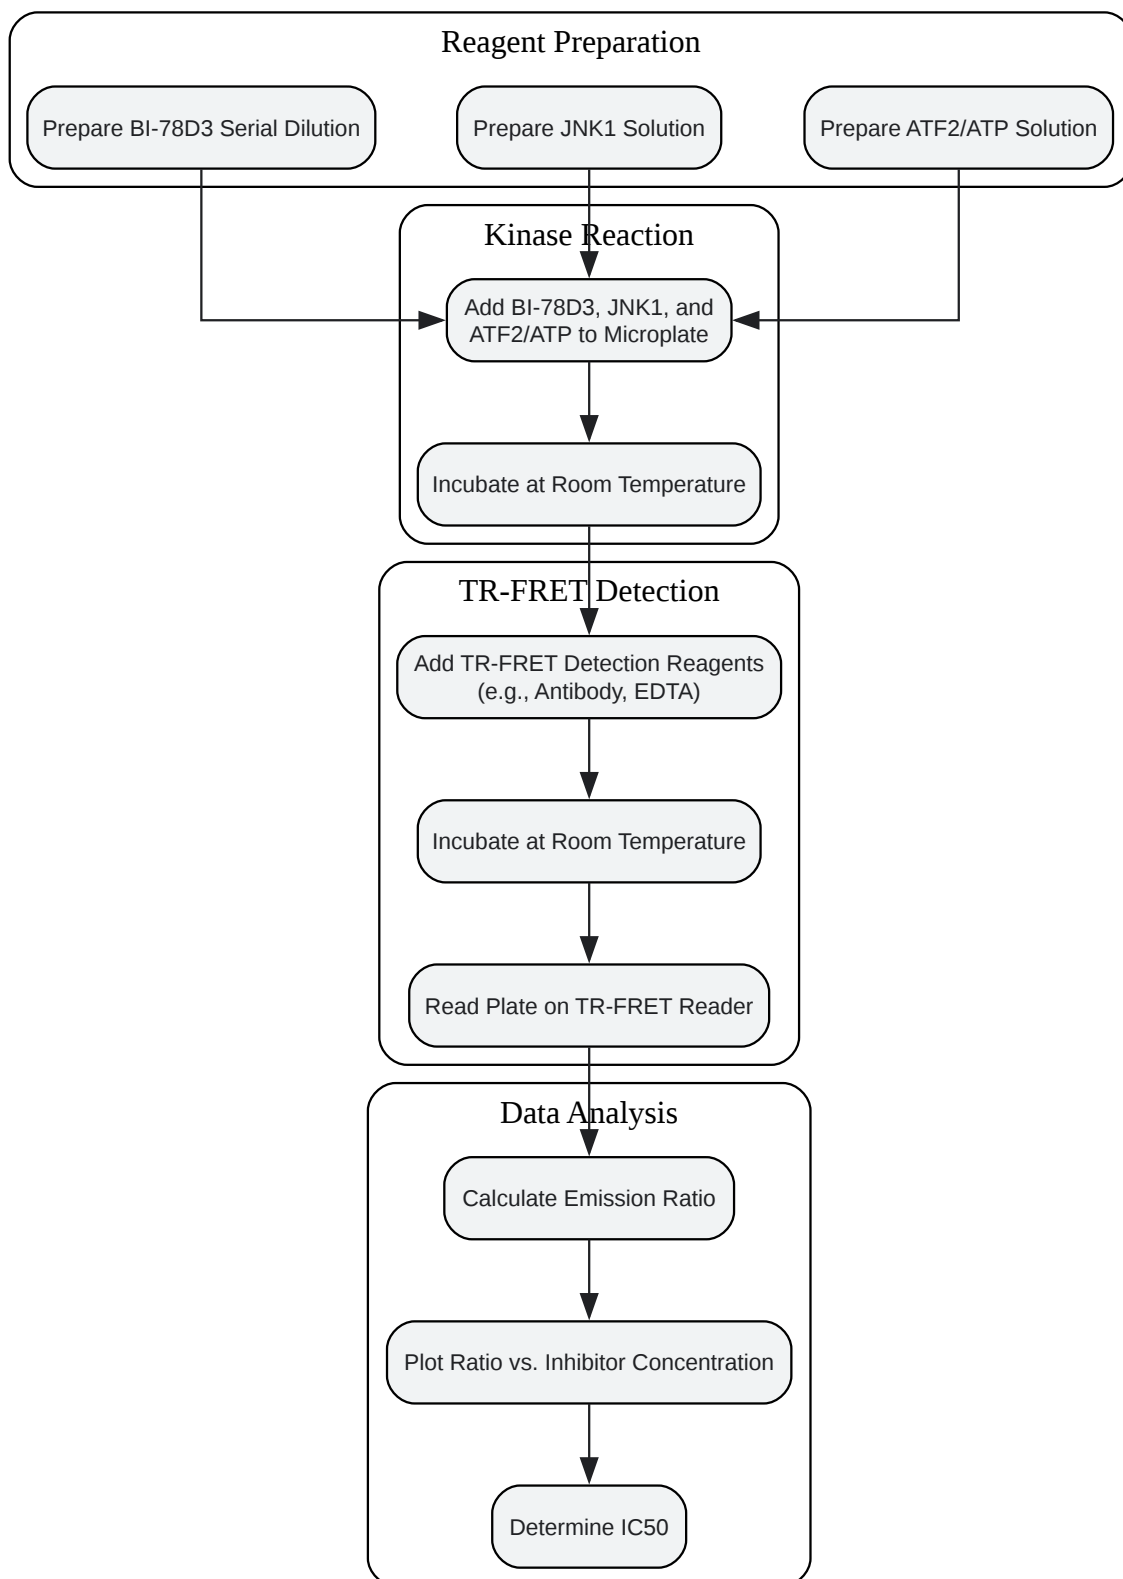 Reagent Preparation
Prepare BI-78D3 Serial Dilution
Prepare JNK1 Solution
Prepare ATF2/ATP Solution
Kinase Reaction
Add BI-78D3, JNK1, and
ATF2/ATP to Microplate
Incubate at Room Temperature
TR-FRET Detection
Add TR-FRET Detection Reagents
(e.g., Antibody, EDTA)
Incubate at Room Temperature
Read Plate on TR-FRET Reader
Data Analysis
Calculate Emission Ratio
Plot Ratio vs. Inhibitor Concentration
Determine IC50